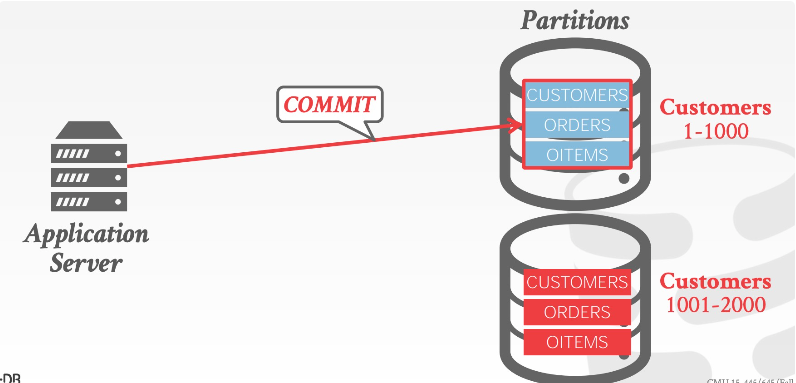 Partitions
COMMIT
CUSTOMERS
ORDERS
OITEMS
Customers
1-1000
Application
Server
CUSTOMERS
ORDERS
OITEMS
Customers
1001-2000
-DB
CMU 15-445/645 (Fall